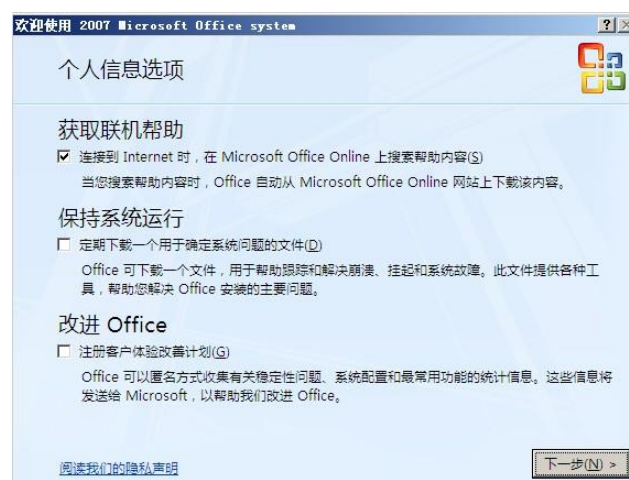 欢迎使用 2007 Microsoft Office system
个人信息选项
获取联机帮助
连接到 Internet 时，在 Microsoft Office Online 上搜索帮助内容(S)
当您搜索帮助内容时，Office 自动从 Microsoft Office Online 网站上下载该内容。
保持系统运行
定期下载一个用于确定系统问题的文件(D)
Office 可下载一个文件，用于帮助跟踪和解决崩溃、挂起和系统故障。此文件提供各种工
具，帮助您解决 Office 安装的主要问题。
改进 Office
注册客户体验改善计划(G)
Office 可以匿名方式收集有关稳定性问题、系统配置和最常用功能的统计信息。这些信息将
发送给 Microsoft，以帮助我们改进 Office。
阅读我们的隐私声明
下一步(N) >